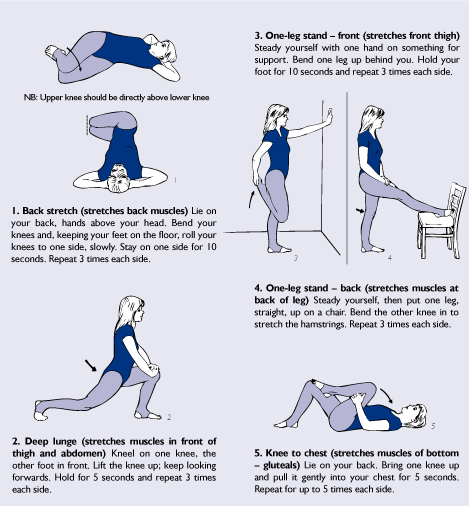 NB: Upper knee should be directly above lower knee
1
1. Back stretch (stretches back muscles) Lie on
your back, hands above your head. Bend your
knees and, keeping your feet on the floor, roll your
knees to one side, slowly. Stay on one side for 10
seconds. Repeat 3 times each side.
2
2. Deep lunge (stretches muscles in front of
thigh and abdomen) Kneel on one knee, the
other foot in front. Lift the knee up; keep looking
forwards. Hold for 5 seconds and repeat 3 times
each side.
3. One-leg stand – front (stretches front thigh)
Steady yourself with one hand on something for
support. Bend one leg up behind you. Hold your
foot for 10 seconds and repeat 3 times each side.
3
4
4. One-leg stand – back (stretches muscles at
back of leg) Steady yourself, then put one leg,
straight, up on a chair. Bend the other knee in to
stretch the hamstrings. Repeat 3 times each side.
5
5. Knee to chest (stretches muscles of bottom
– gluteals) Lie on your back. Bring one knee up
and pull it gently into your chest for 5 seconds.
Repeat for up to 5 times each side.